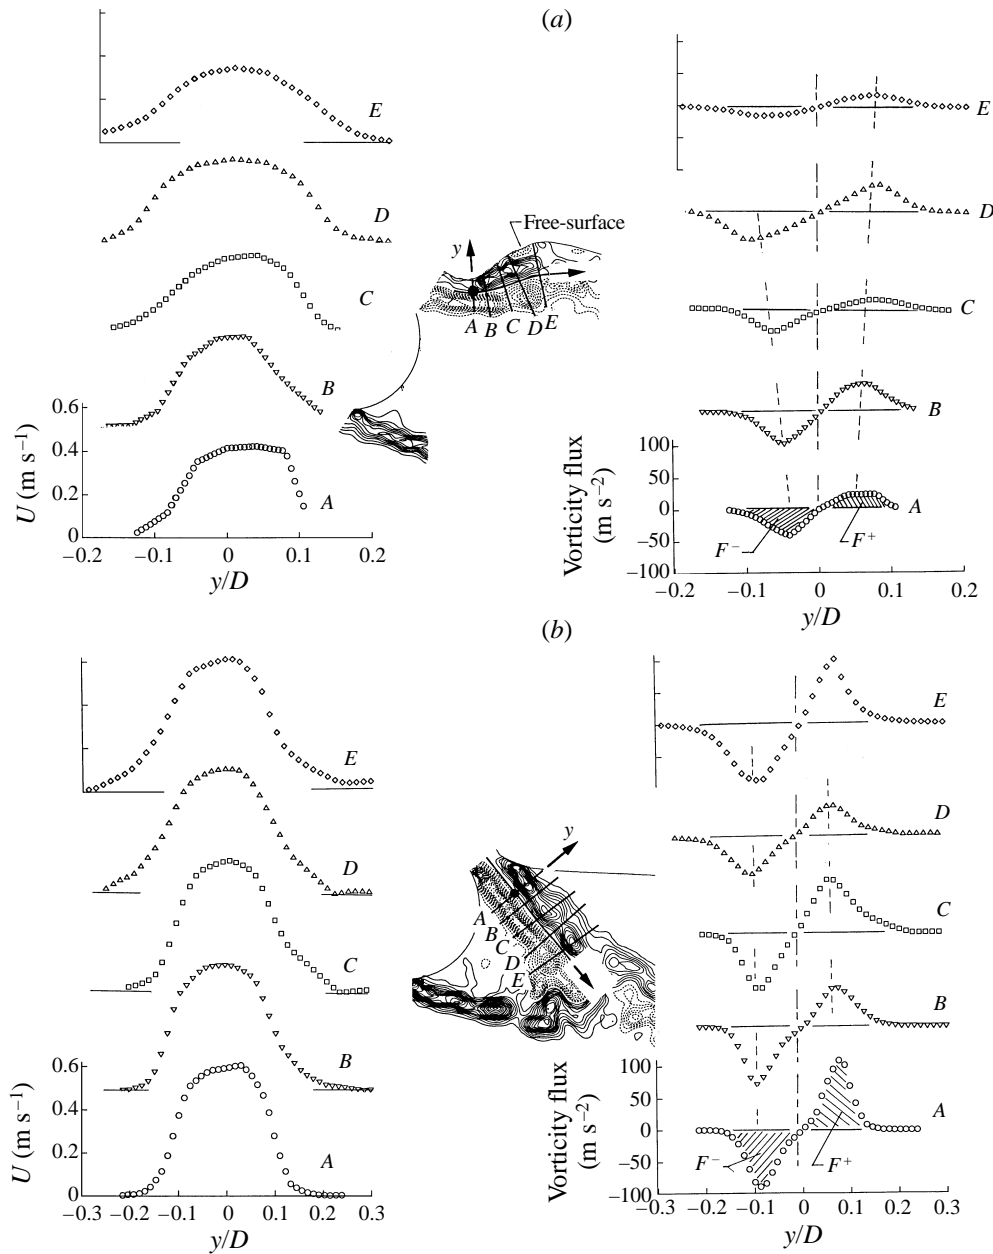 (a)
E
D
C
B
A
0.6
0.4
0.2
0
U (m s⁻¹)
−0.2 −0.1 0 0.1 0.2
y/D
Free-surface
y
A B C D E
E
D
C
B
A
100
50
0
−50
−100
Vorticity flux
(m s⁻²)
F⁻
F⁺
−0.2 −0.1 0 0.1 0.2
y/D
(b)
E
D
C
B
A
0.6
0.4
0.2
0
U (m s⁻¹)
−0.3 −0.2 −0.1 0 0.1 0.2 0.3
y/D
y
A
B
C
D
E
E
D
C
B
A
100
50
0
−50
−100
Vorticity flux
(m s⁻²)
F⁻
F⁺
−0.3 −0.2 −0.1 0 0.1 0.2 0.3
y/D